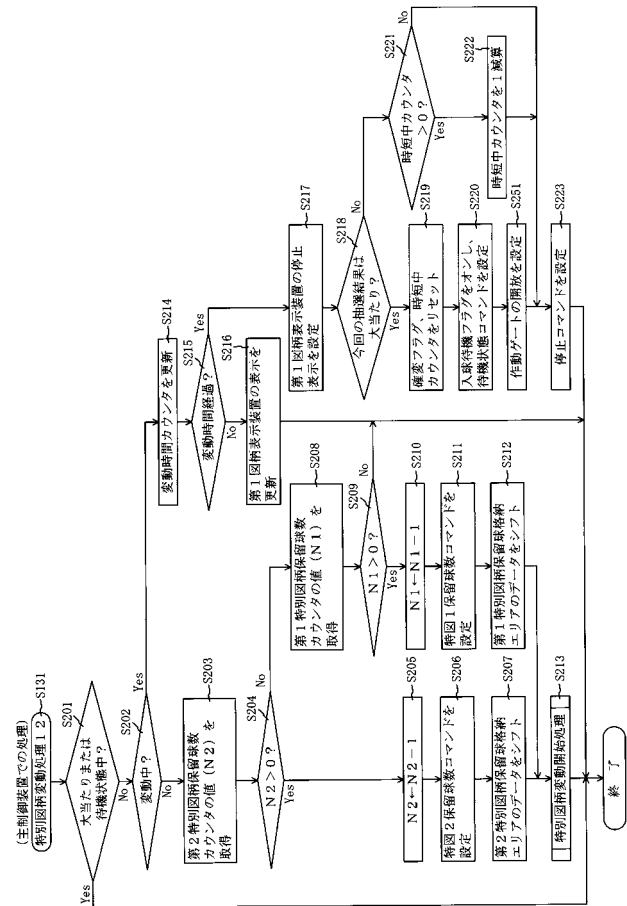 (主制御装置での処理)
特別図柄変動処理12
S131
大当たりまたは
待機状態中?
S201
Yes
No
変動中?
S202
Yes
No
第2特別図柄保留球数
カウンタの値(N2)を
取得
S203
N2>0?
S204
No
Yes
N2←N2-1
S205
特図2保留球数コマンドを
設定
S206
第2特別図柄保留球格納
エリアのデータをシフト
S207
第1特別図柄保留球数
カウンタの値(N1)を
取得
S208
N1>0?
S209
No
Yes
N1←N1-1
S210
特図1保留球数コマンドを
設定
S211
第1特別図柄保留球格納
エリアのデータをシフト
S212
特別図柄変動開始処理
S213
変動時間カウンタを更新
S214
変動時間経過?
S215
Yes
No
第1図柄表示装置の表示を
更新
S216
第1図柄表示装置の停止
表示を設定
S217
今回の抽選結果は
大当たり?
S218
No
Yes
確変フラグ、時短中
カウンタをリセット
S219
入球待機フラグをオンし、
待機状態コマンドを設定
S220
作動ゲートの開放を設定
S251
時短中カウンタ
>0?
S221
No
Yes
時短中カウンタを1減算
S222
停止コマンドを設定
S223
終了